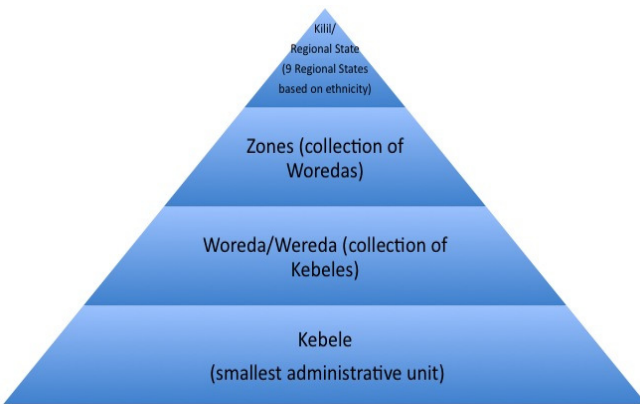 Kilil/
Regional State
(9 Regional States
based on ethnicity)
Zones (collection of
Woredas)
Woreda/Wereda (collection of
Kebeles)
Kebele
(smallest administrative unit)